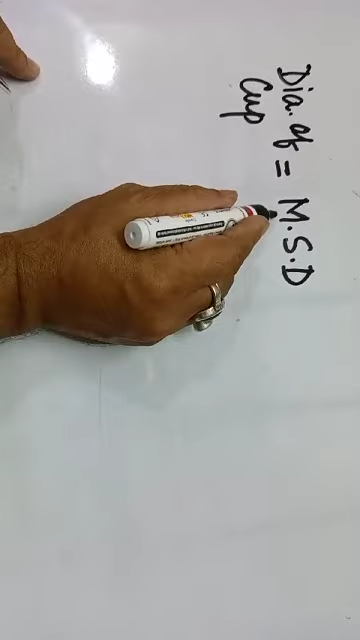 Dia. of = M.S.D
Cup